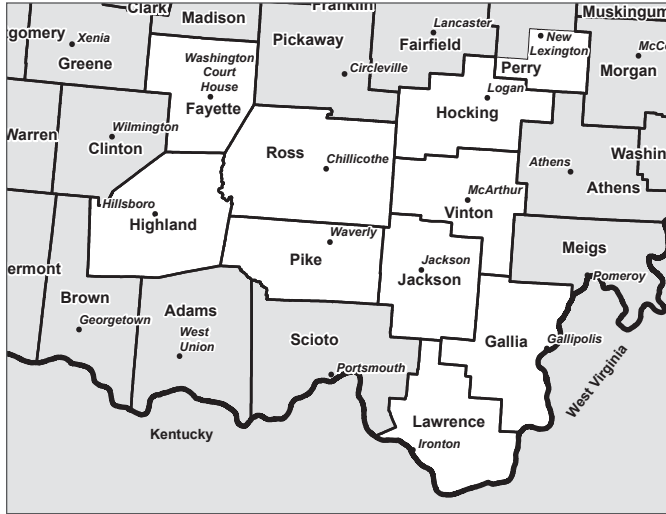 Clark
Madison
Franklin
Muskingum
gomery
Xenia
Greene
Pickaway
Circleville
Lancaster
Fairfield
New
Lexington
Perry
McC
Morgan
Washington
Court
House
Fayette
Logan
Hocking
Warren
Wilmington
Clinton
Ross
Chillicothe
Athens
Washin
Athens
Hillsboro
Highland
McArthur
Vinton
Waverly
Pike
Jackson
Jackson
Meigs
Pomeroy
ermont
Brown
Georgetown
Adams
West
Union
Scioto
Portsmouth
Gallia
Gallipolis
West Virginia
Kentucky
Lawrence
Ironton